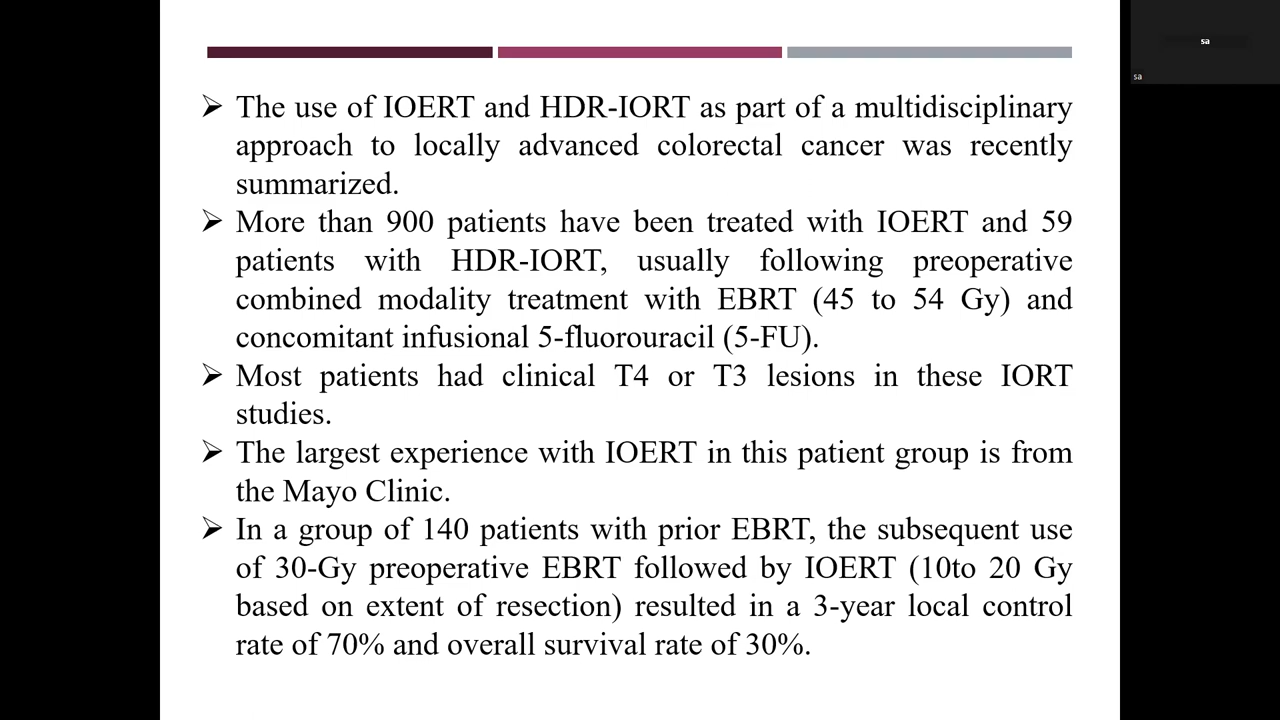 The use of IOERT and HDR-IORT as part of a multidisciplinary
approach to locally advanced colorectal cancer was recently
summarized.
More than 900 patients have been treated with IOERT and 59
patients with HDR-IORT, usually following preoperative
combined modality treatment with EBRT (45 to 54 Gy) and
concomitant infusional 5-fluorouracil (5-FU).
Most patients had clinical T4 or T3 lesions in these IORT
studies.
The largest experience with IOERT in this patient group is from
the Mayo Clinic.
In a group of 140 patients with prior EBRT, the subsequent use
of 30-Gy preoperative EBRT followed by IOERT (10to 20 Gy
based on extent of resection) resulted in a 3-year local control
rate of 70% and overall survival rate of 30%.
sa
sa